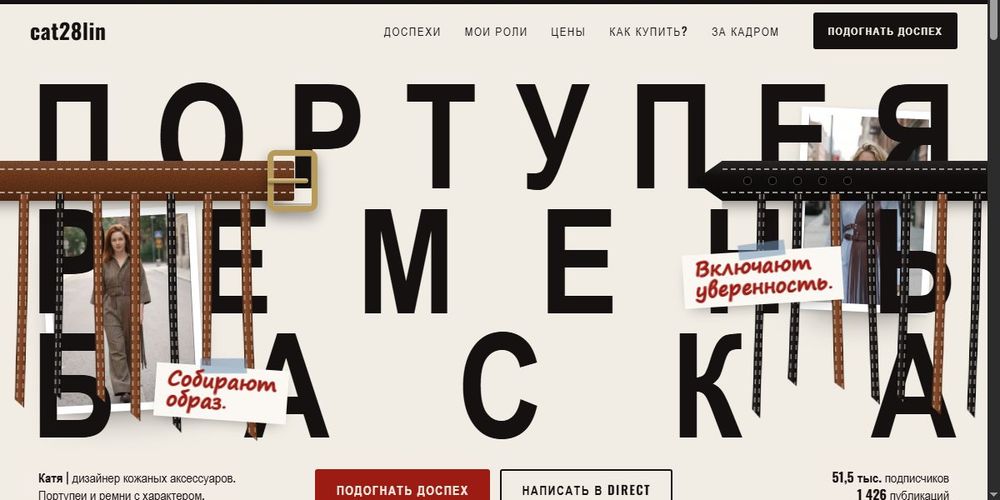 cat28lin
ДОСПЕХИ МОИ РОЛИ ЦЕНЫ КАК КУПИТЬ? ЗА КАДРОМ ПОДОГНАТЬ ДОСПЕХ
ПОРТУПЕЯ
РЕМЕНЬ
БАСКА
Включают
уверенность.
Собирают
образ.
Катя | дизайнер кожаных аксессуаров.
Портупеи и ремни с характером.
ПОДОГНАТЬ ДОСПЕХ
НАПИСАТЬ В DIRECT
51,5 тыс. подписчиков
1 426 публикаций